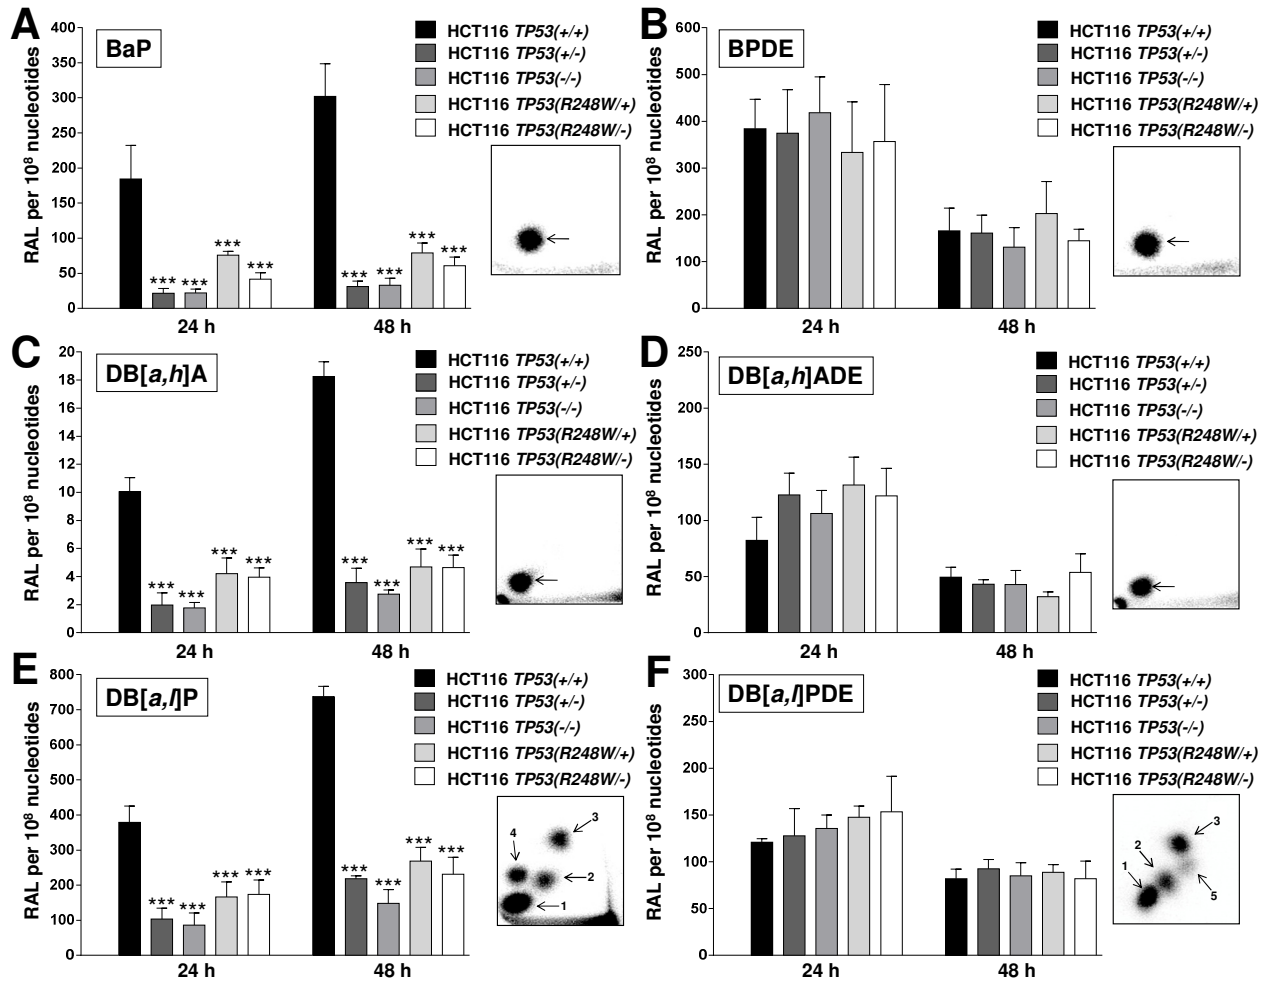 A
BaP
RAL per 10⁸ nucleotides
400
350
300
250
200
150
100
50
0
HCT116 TP53(+/+)
HCT116 TP53(+/-)
HCT116 TP53(-/-)
HCT116 TP53(R248W/+)
HCT116 TP53(R248W/-)
*** *** *** ***
*** *** *** ***
24 h
48 h
B
BPDE
RAL per 10⁸ nucleotides
600
500
400
300
200
100
0
HCT116 TP53(+/+)
HCT116 TP53(+/-)
HCT116 TP53(-/-)
HCT116 TP53(R248W/+)
HCT116 TP53(R248W/-)
24 h
48 h
C
DB[a,h]A
RAL per 10⁸ nucleotides
20
18
16
14
12
10
8
6
4
2
0
HCT116 TP53(+/+)
HCT116 TP53(+/-)
HCT116 TP53(-/-)
HCT116 TP53(R248W/+)
HCT116 TP53(R248W/-)
*** *** *** ***
*** *** *** ***
24 h
48 h
D
DB[a,h]ADE
RAL per 10⁸ nucleotides
250
200
150
100
50
0
HCT116 TP53(+/+)
HCT116 TP53(+/-)
HCT116 TP53(-/-)
HCT116 TP53(R248W/+)
HCT116 TP53(R248W/-)
24 h
48 h
E
DB[a,l]P
RAL per 10⁸ nucleotides
800
700
600
500
400
300
200
100
0
HCT116 TP53(+/+)
HCT116 TP53(+/-)
HCT116 TP53(-/-)
HCT116 TP53(R248W/+)
HCT116 TP53(R248W/-)
*** *** *** ***
*** *** *** ***
3
4
2
1
24 h
48 h
F
DB[a,l]PDE
RAL per 10⁸ nucleotides
300
250
200
150
100
50
0
HCT116 TP53(+/+)
HCT116 TP53(+/-)
HCT116 TP53(-/-)
HCT116 TP53(R248W/+)
HCT116 TP53(R248W/-)
3
2
1
5
24 h
48 h